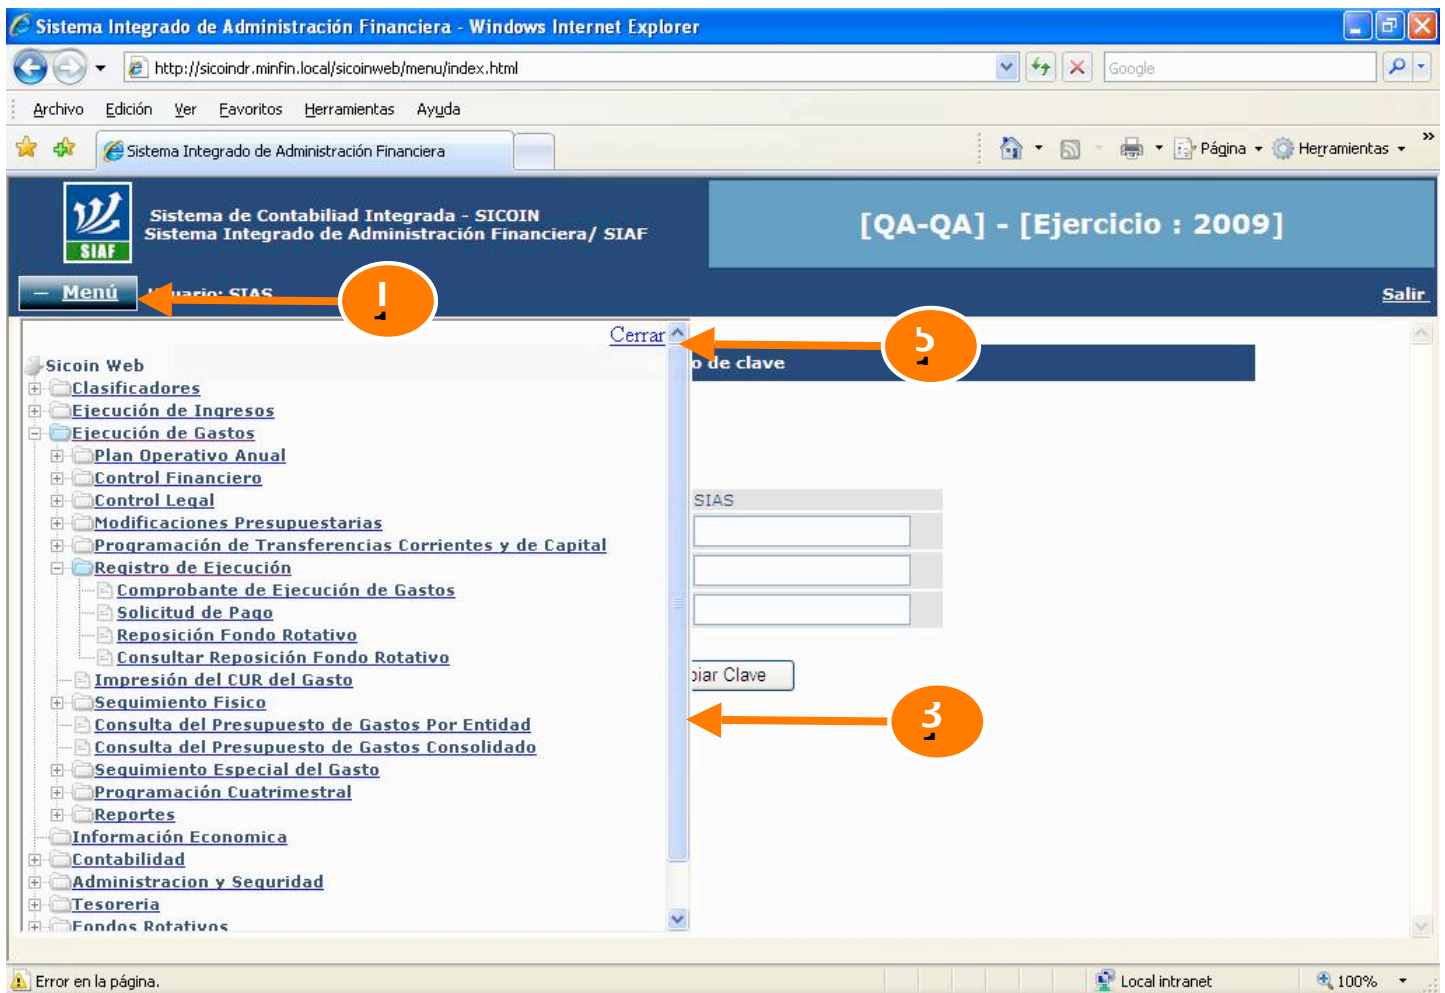 Sistema Integrado de Administración Financiera - Windows Internet Explorer
http://sicoindr.minfin.local/sicoinweb/menu/index.html
Google
Archivo Edición Ver Favoritos Herramientas Ayuda
Sistema Integrado de Administración Financiera
Página
Herramientas
SIAF
Sistema de Contabiliad Integrada - SICOIN
Sistema Integrado de Administración Financiera/ SIAF
[QA-QA] - [Ejercicio : 2009]
Menú
SIAS
Salir
Cerrar
5
o de clave
Sicoin Web
Clasificadores
Ejecución de Ingresos
Ejecución de Gastos
Plan Operativo Anual
Control Financiero
Control Legal
SIAS
Modificaciones Presupuestarias
Programación de Transferencias Corrientes y de Capital
Registro de Ejecución
Comprobante de Ejecución de Gastos
Solicitud de Pago
Reposición Fondo Rotativo
Consultar Reposición Fondo Rotativo
Impresión del CUR del Gasto
biar Clave
Seguimiento Fisico
3
Consulta del Presupuesto de Gastos Por Entidad
Consulta del Presupuesto de Gastos Consolidado
Seguimiento Especial del Gasto
Programación Cuatrimestral
Reportes
Información Economica
Contabilidad
Administracion y Seguridad
Tesoreria
Fondos Rotativos
Error en la página.
Local intranet
100%